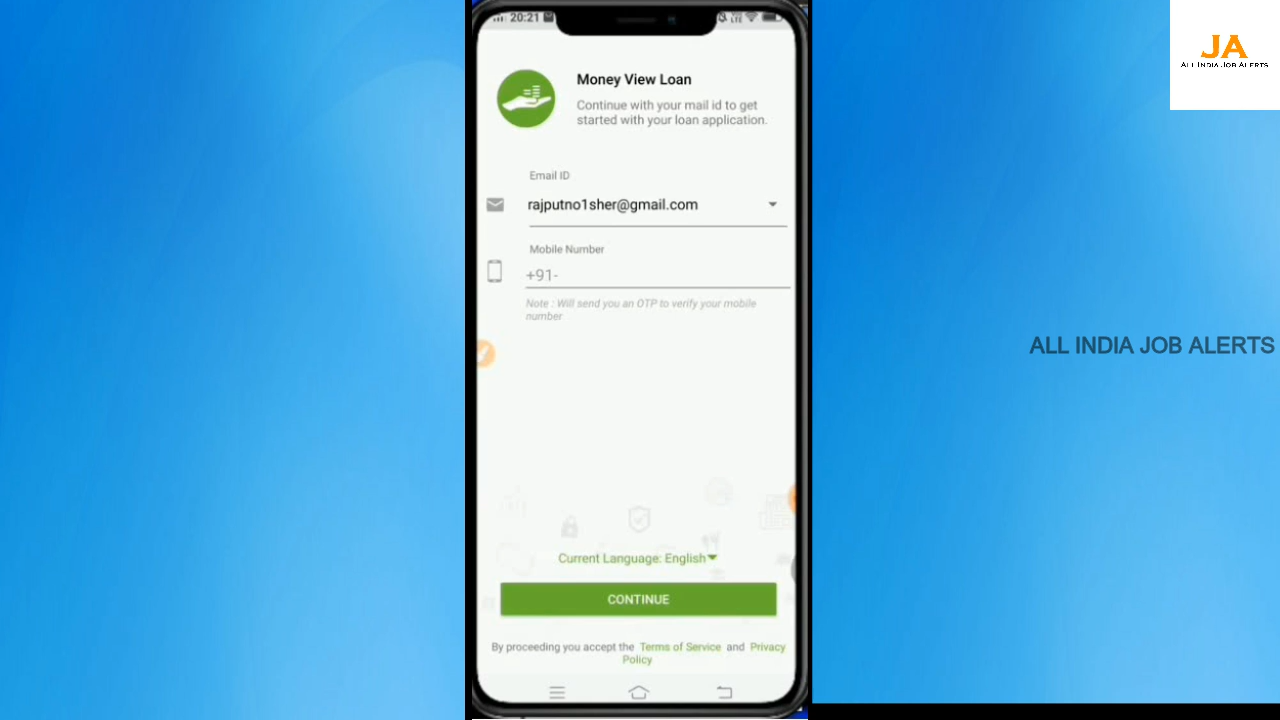 20:21
JA
ALL INDIA JOB ALERTS
Money View Loan
Continue with your mail id to get
started with your loan application.
Email ID
rajputno1sher@gmail.com
Mobile Number
+91-
Note : Will send you an OTP to verify your mobile
number
ALL INDIA JOB ALERTS
Current Language: English
CONTINUE
By proceeding you accept the Terms of Service and Privacy
Policy